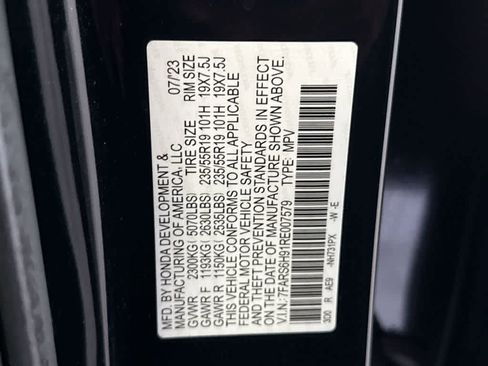 MFD. BY HONDA DEVELOPMENT & 07/23
MANUFACTURING OF AMERICA, LLC
GVWR 2300KG (5070LBS) TIRE SIZE RIM SIZE
GAWR F 1193KG (2630LBS) 235/55R19 101H 19X7.5J
GAWR R 1150KG (2535LBS) 235/55R19 101H 19X7.5J
THIS VEHICLE CONFORMS TO ALL APPLICABLE
FEDERAL MOTOR VEHICLE SAFETY
AND THEFT PREVENTION STANDARDS IN EFFECT
ON THE DATE OF MANUFACTURE SHOWN ABOVE.
V.I.N.:7FARS6H91RE007579 TYPE: MPV
3D0 R AE9 -NH731PX -W -E